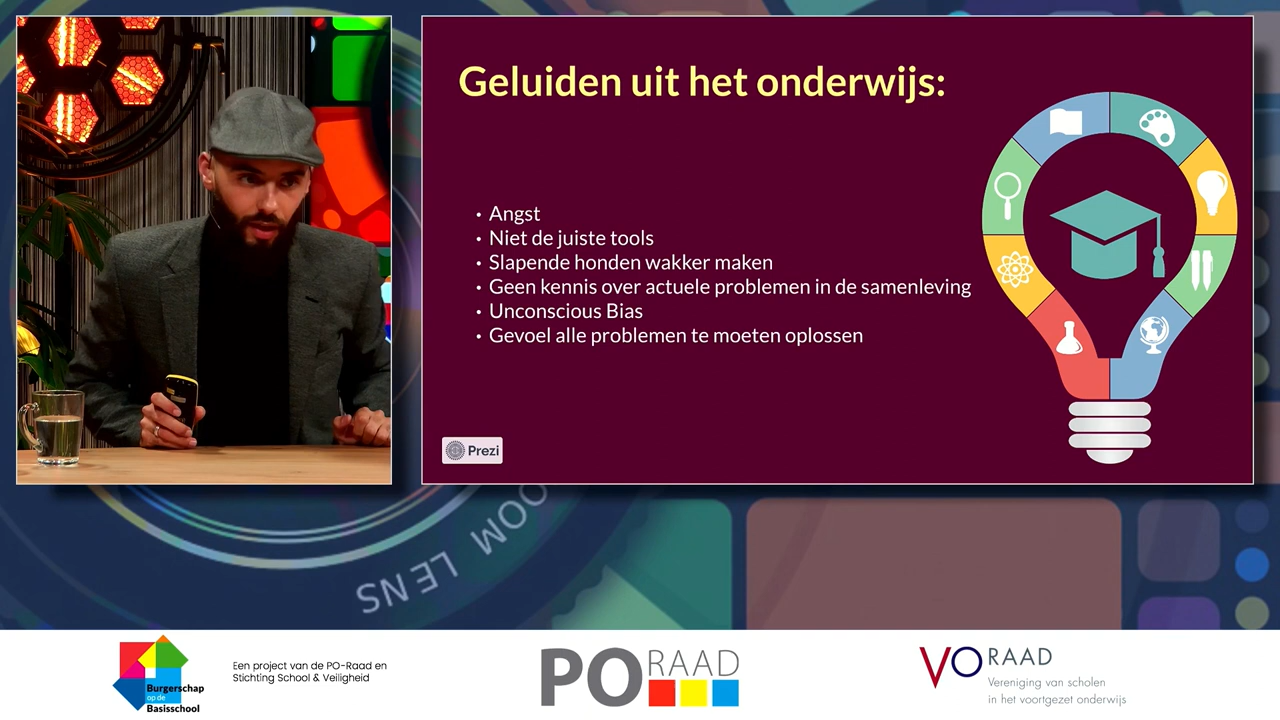 Geluiden uit het onderwijs:
• Angst
• Niet de juiste tools
• Slapende honden wakker maken
• Geen kennis over actuele problemen in de samenleving
• Unconscious Bias
• Gevoel alle problemen te moeten oplossen
Prezi
OOM LENS
Burgerschap
op de
Basisschool
Een project van de PO-Raad en
Stichting School & Veiligheid
PO RAAD
VO RAAD
Vereniging van scholen
in het voortgezet onderwijs